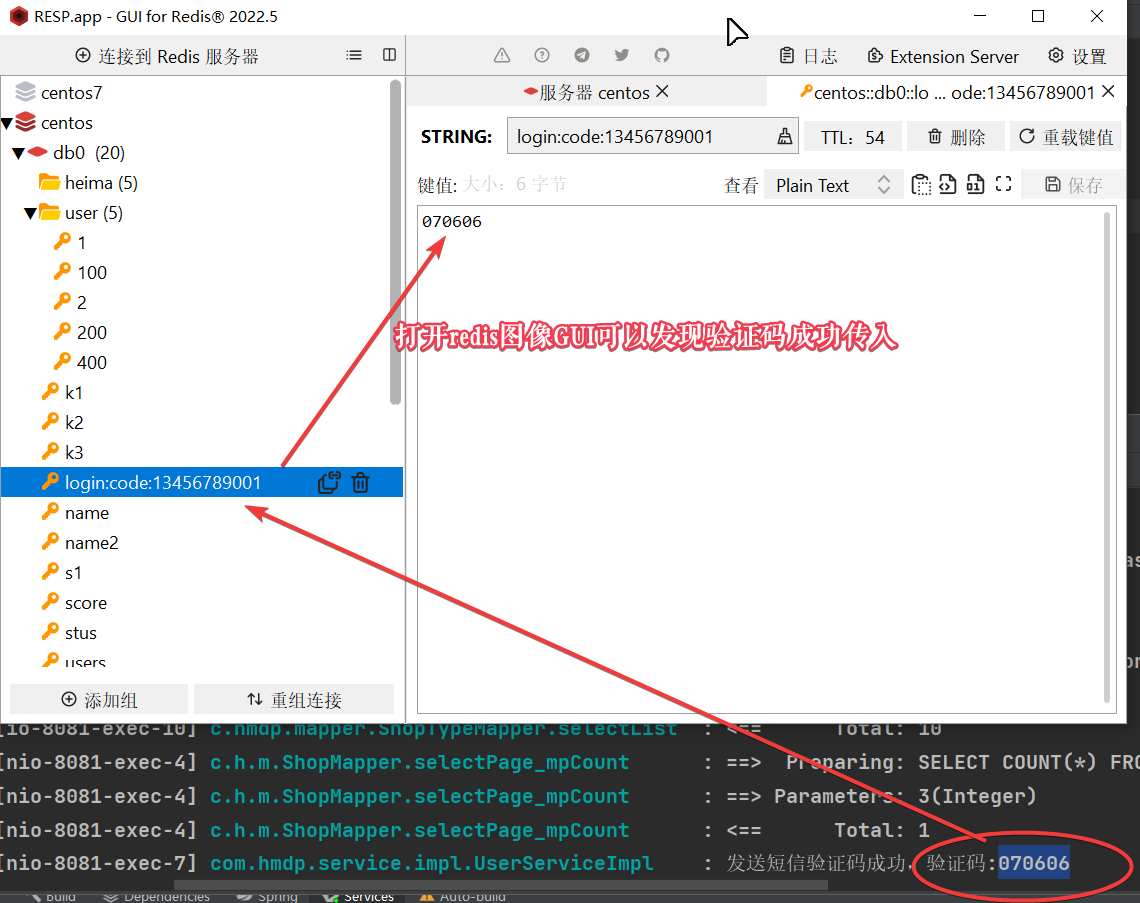 RESP.app - GUI for Redis® 2022.5
连接到 Redis 服务器
日志
Extension Server
设置
centos7
centos
db0 (20)
heima (5)
user (5)
1
100
2
200
400
k1
k2
k3
login:code:13456789001
name
name2
s1
score
stus
users
添加组
重组连接
服务器 centos
centos::db0::lo ... ode:13456789001
STRING:
login:code:13456789001
TTL: 54
删除
重载键值
键值: 大小: 6 字节
查看
Plain Text
保存
070606
打开redis图像GUI可以发现验证码成功传入
[io-8081-exec-10] c.hmdp.mapper.ShopTypeMapper.selectList : <== Total: 10
[nio-8081-exec-4] c.h.m.ShopMapper.selectPage_mpCount : ==> Preparing: SELECT COUNT(*) FRO
[nio-8081-exec-4] c.h.m.ShopMapper.selectPage_mpCount : ==> Parameters: 3(Integer)
[nio-8081-exec-4] c.h.m.ShopMapper.selectPage_mpCount : <== Total: 1
[nio-8081-exec-7] com.hmdp.service.impl.UserServiceImpl : 发送短信验证码成功，验证码:070606
Build
Dependencies
Spring
Services
Auto-build